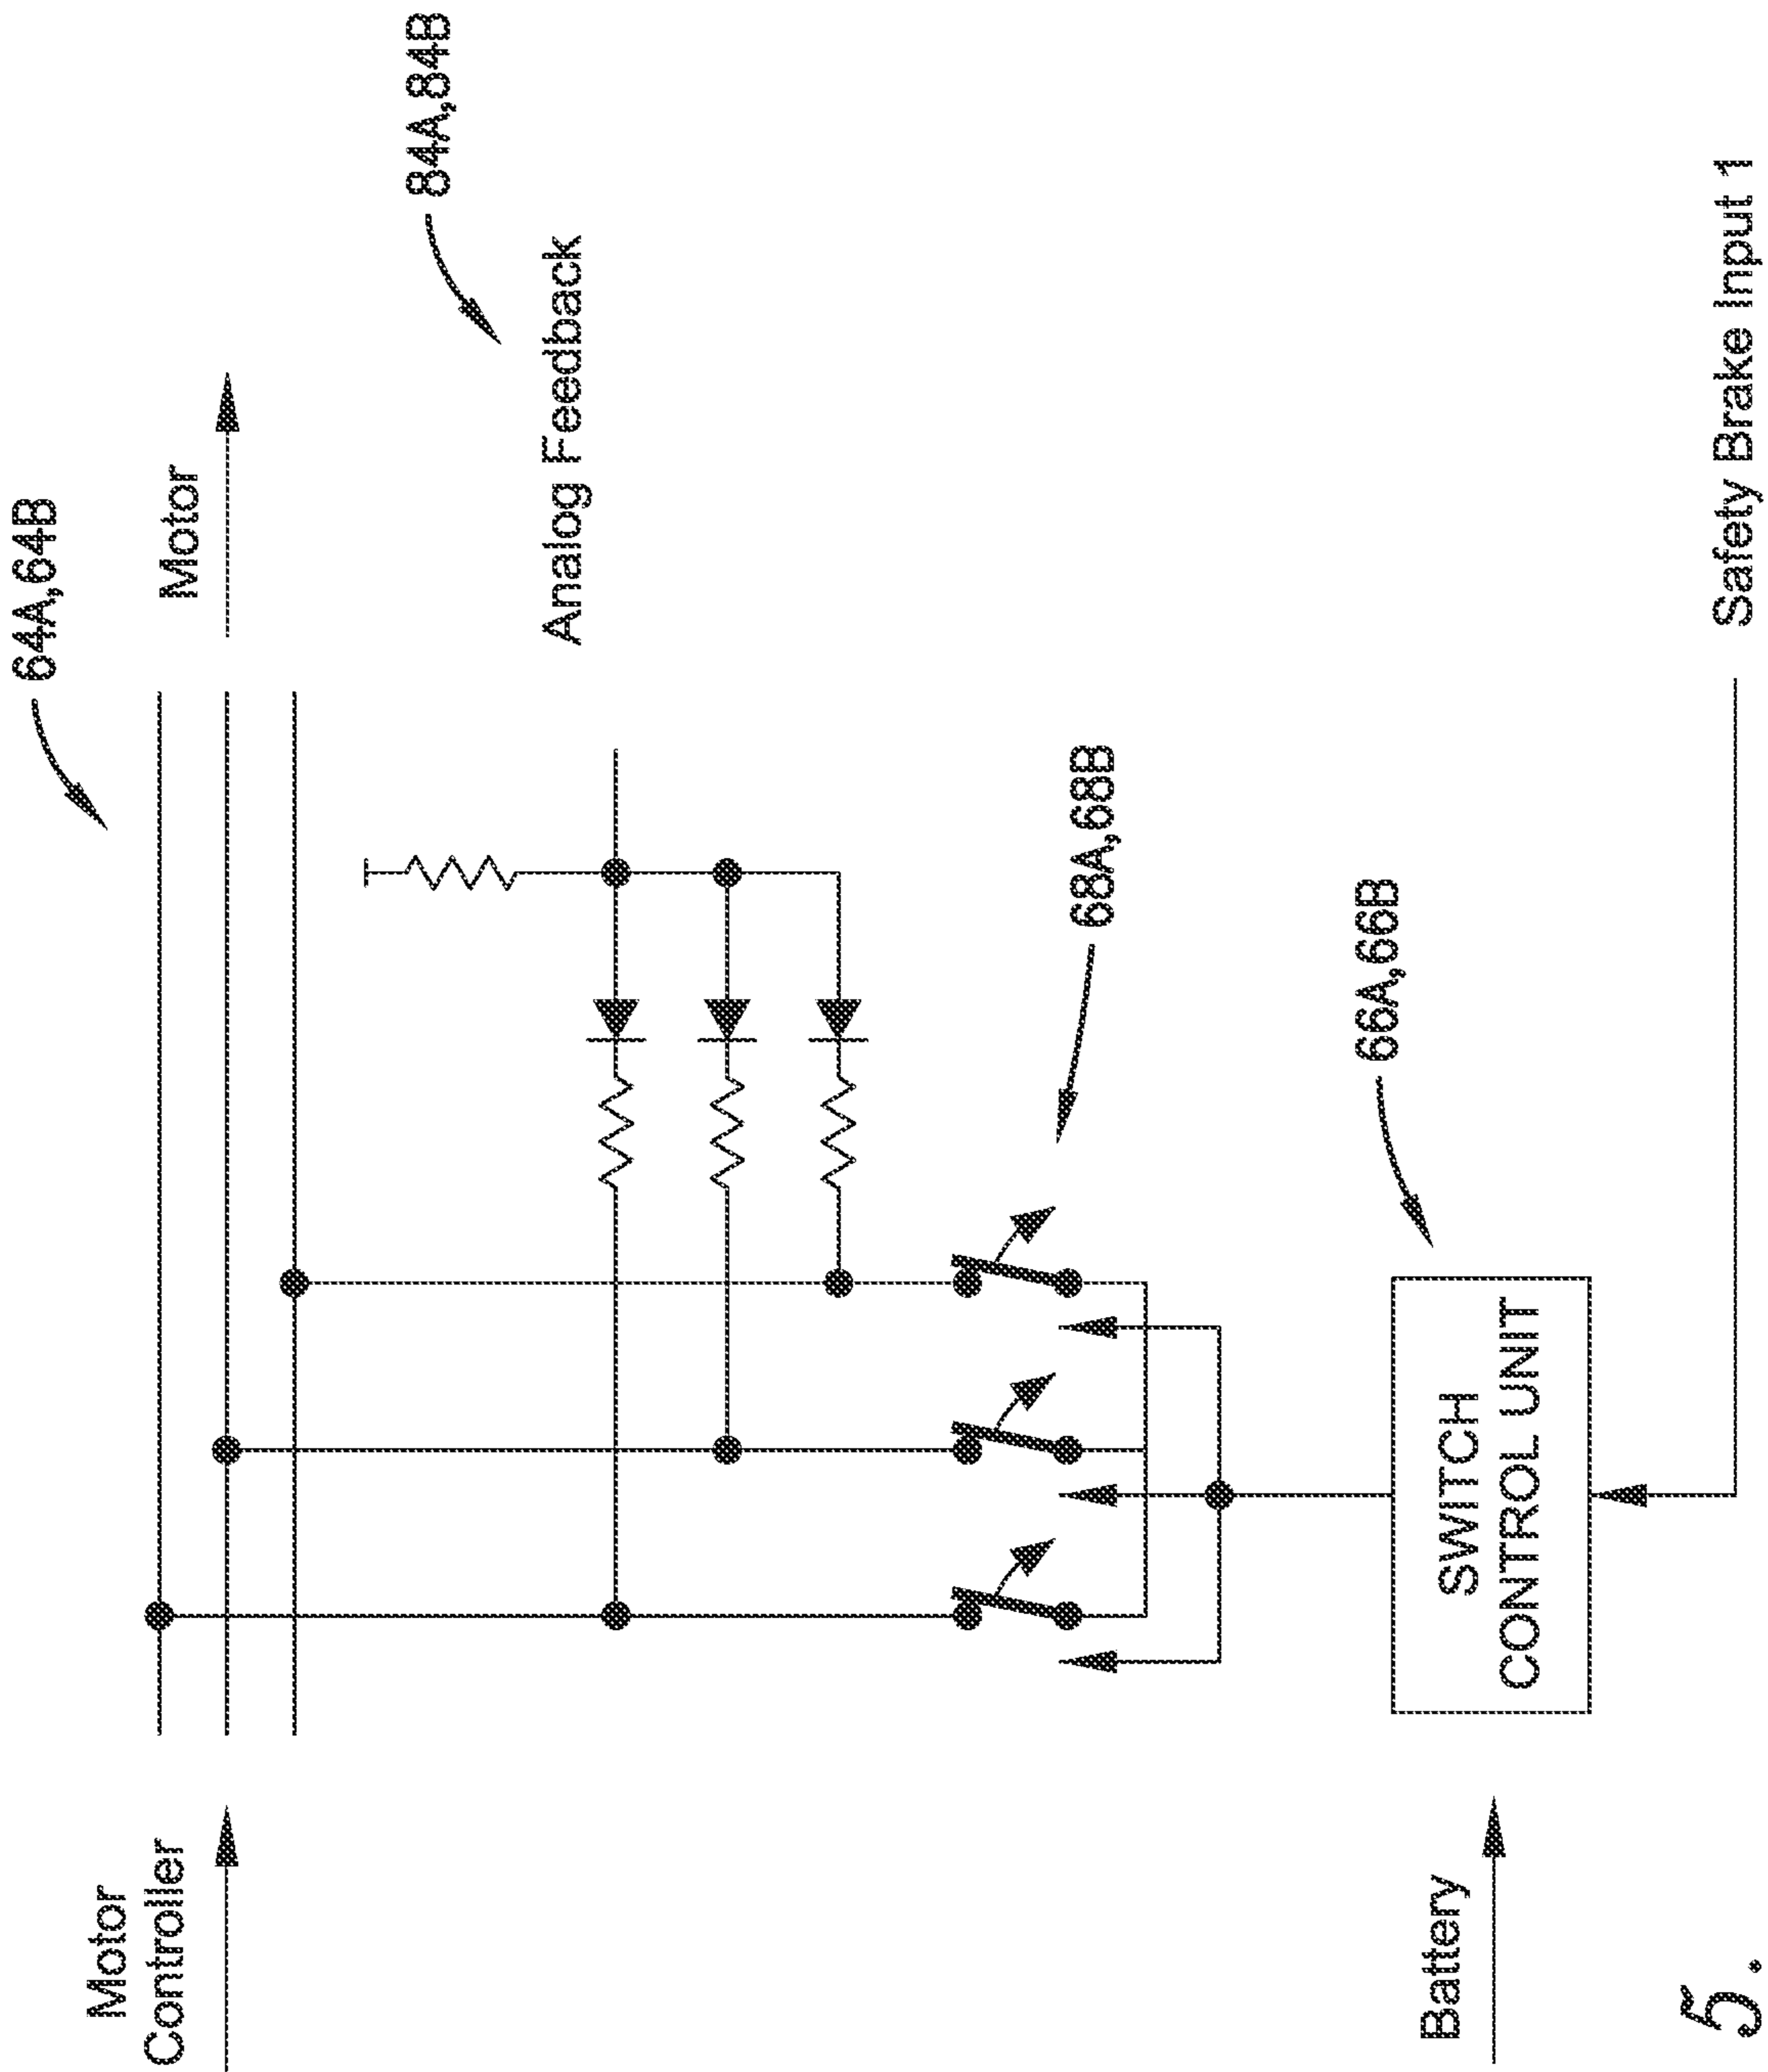 64A,64B
Motor
Controller
Motor
84A,84B
Analog Feedback
68A,68B
66A,66B
SWITCH
CONTROL UNIT
Battery
Safety Brake Input 1
5.